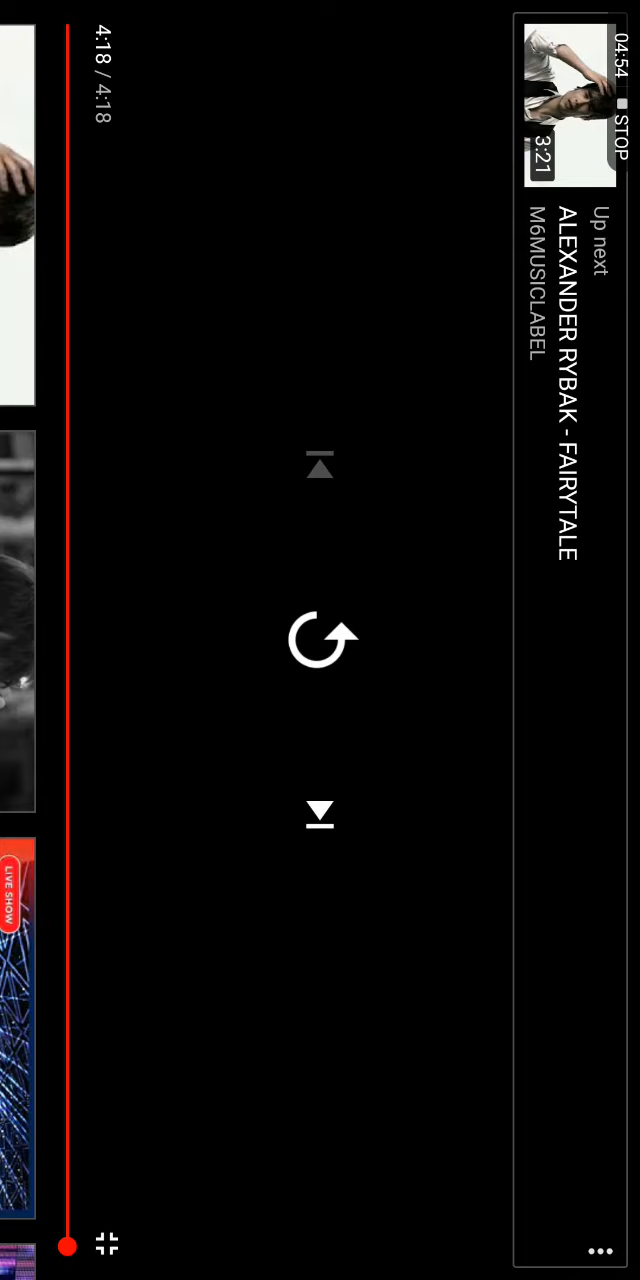 04:54 STOP
3:21
Up next
ALEXANDER RYBAK - FAIRYTALE
M6MUSICLABEL
4:18 / 4:18
LIVE SHOW